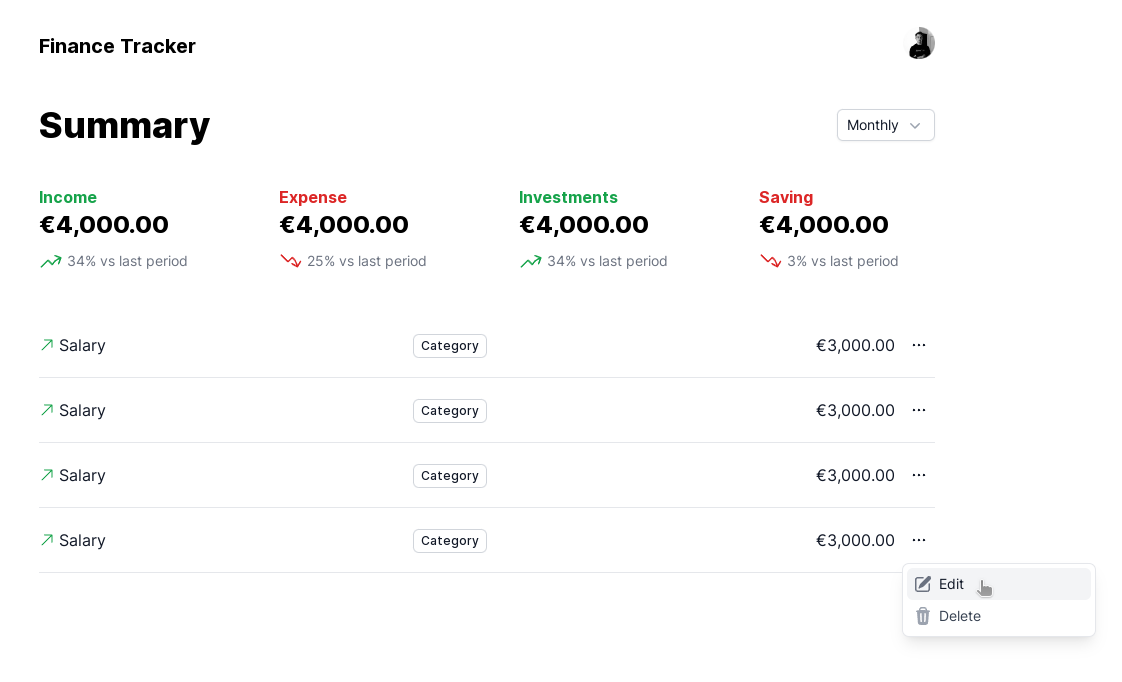 Finance Tracker
Summary
Monthly
Income
Expense
Investments
Saving
€4,000.00
€4,000.00
€4,000.00
€4,000.00
34% vs last period
25% vs last period
34% vs last period
3% vs last period
Salary
Category
€3,000.00
Salary
Category
€3,000.00
Salary
Category
€3,000.00
Salary
Category
€3,000.00
Edit
Delete